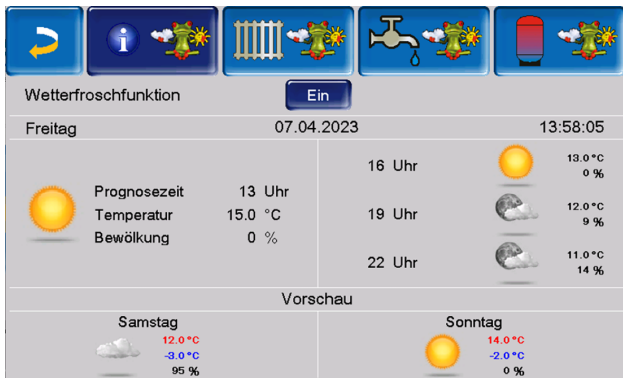 Wetterfroschfunktion Ein
Freitag 07.04.2023 13:58:05
Prognosezeit 13 Uhr
Temperatur 15.0 °C
Bewölkung 0 %
16 Uhr 13.0°C
0 %
19 Uhr 12.0°C
9 %
22 Uhr 11.0°C
14 %
Vorschau
Samstag
12.0°C
-3.0°C
95 %
Sonntag
14.0°C
-2.0°C
0 %